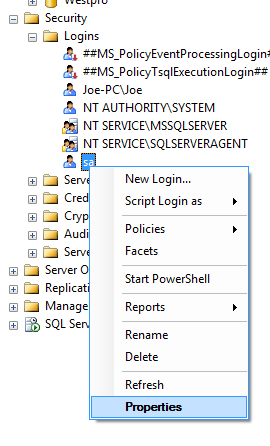 Westpro
Security
Logins
##MS_PolicyEventProcessingLogin#
##MS_PolicyTsqlExecutionLogin##
Joe-PC\Joe
NT AUTHORITY\SYSTEM
NT SERVICE\MSSQLSERVER
NT SERVICE\SQLSERVERAGENT
sa
Serve
Cred
Cryp
Audi
Serve
Server O
Replicati
Manage
SQL Serv
New Login...
Script Login as
Policies
Facets
Start PowerShell
Reports
Rename
Delete
Refresh
Properties